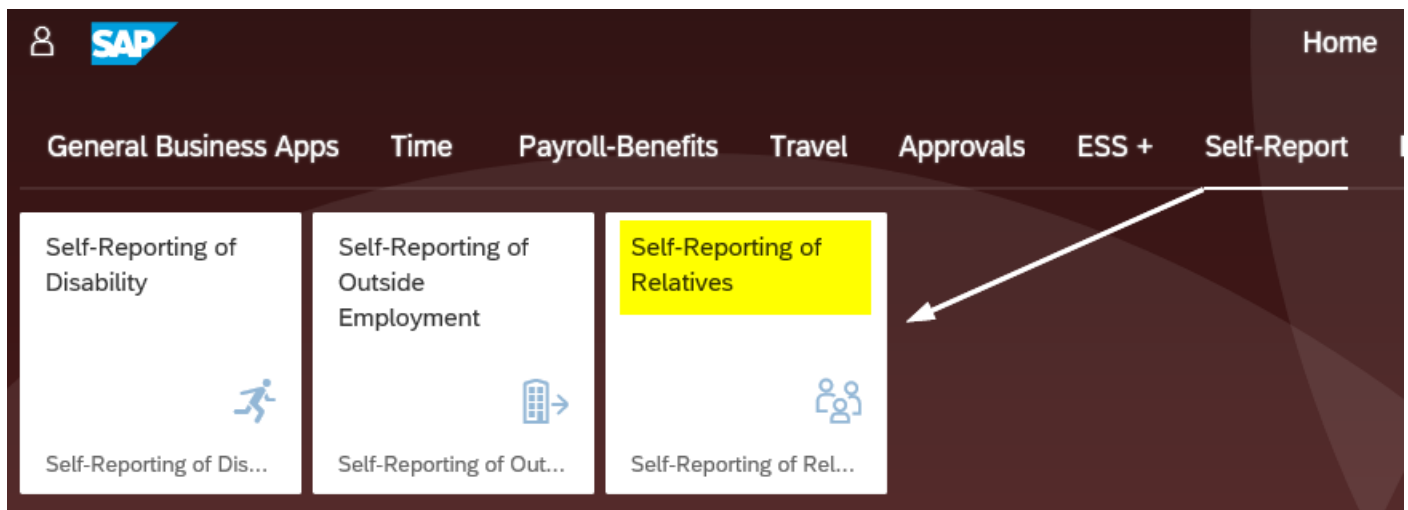 SAP
Home
General Business Apps Time Payroll-Benefits Travel Approvals ESS + Self-Report
Self-Reporting of
Disability
Self-Reporting of Dis...
Self-Reporting of
Outside
Employment
Self-Reporting of Out...
Self-Reporting of
Relatives
Self-Reporting of Rel...